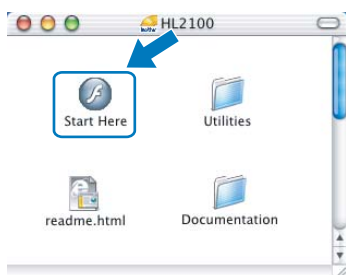 HL2100
Start Here
Utilities
readme.html
Documentation